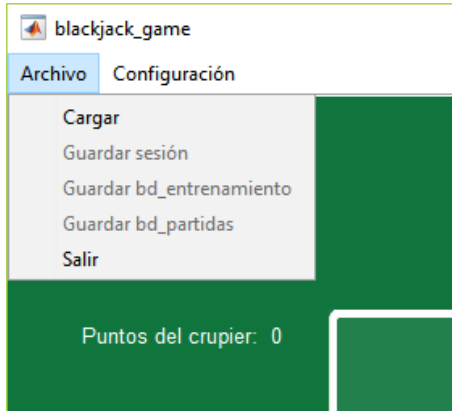 blackjack_game
Archivo Configuración
Cargar
Guardar sesión
Guardar bd_entrenamiento
Guardar bd_partidas
Salir
Puntos del crupier: 0